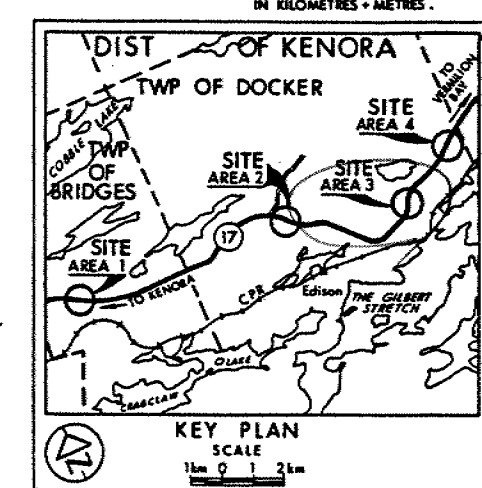 IN KILOMETRES + METRES.
DIST OF KENORA
TWP OF DOCKER
TO VERMILION BAY
COBBLE LAKE
TWP OF BRIDGES
SITE AREA 4
SITE AREA 2
SITE AREA 3
17
SITE AREA 1
TO KENORA
C.P.R.
Edison
THE GILBERT STRETCH
LAKE
CRABCLAW
KEY PLAN
SCALE
1km 0 1 2km